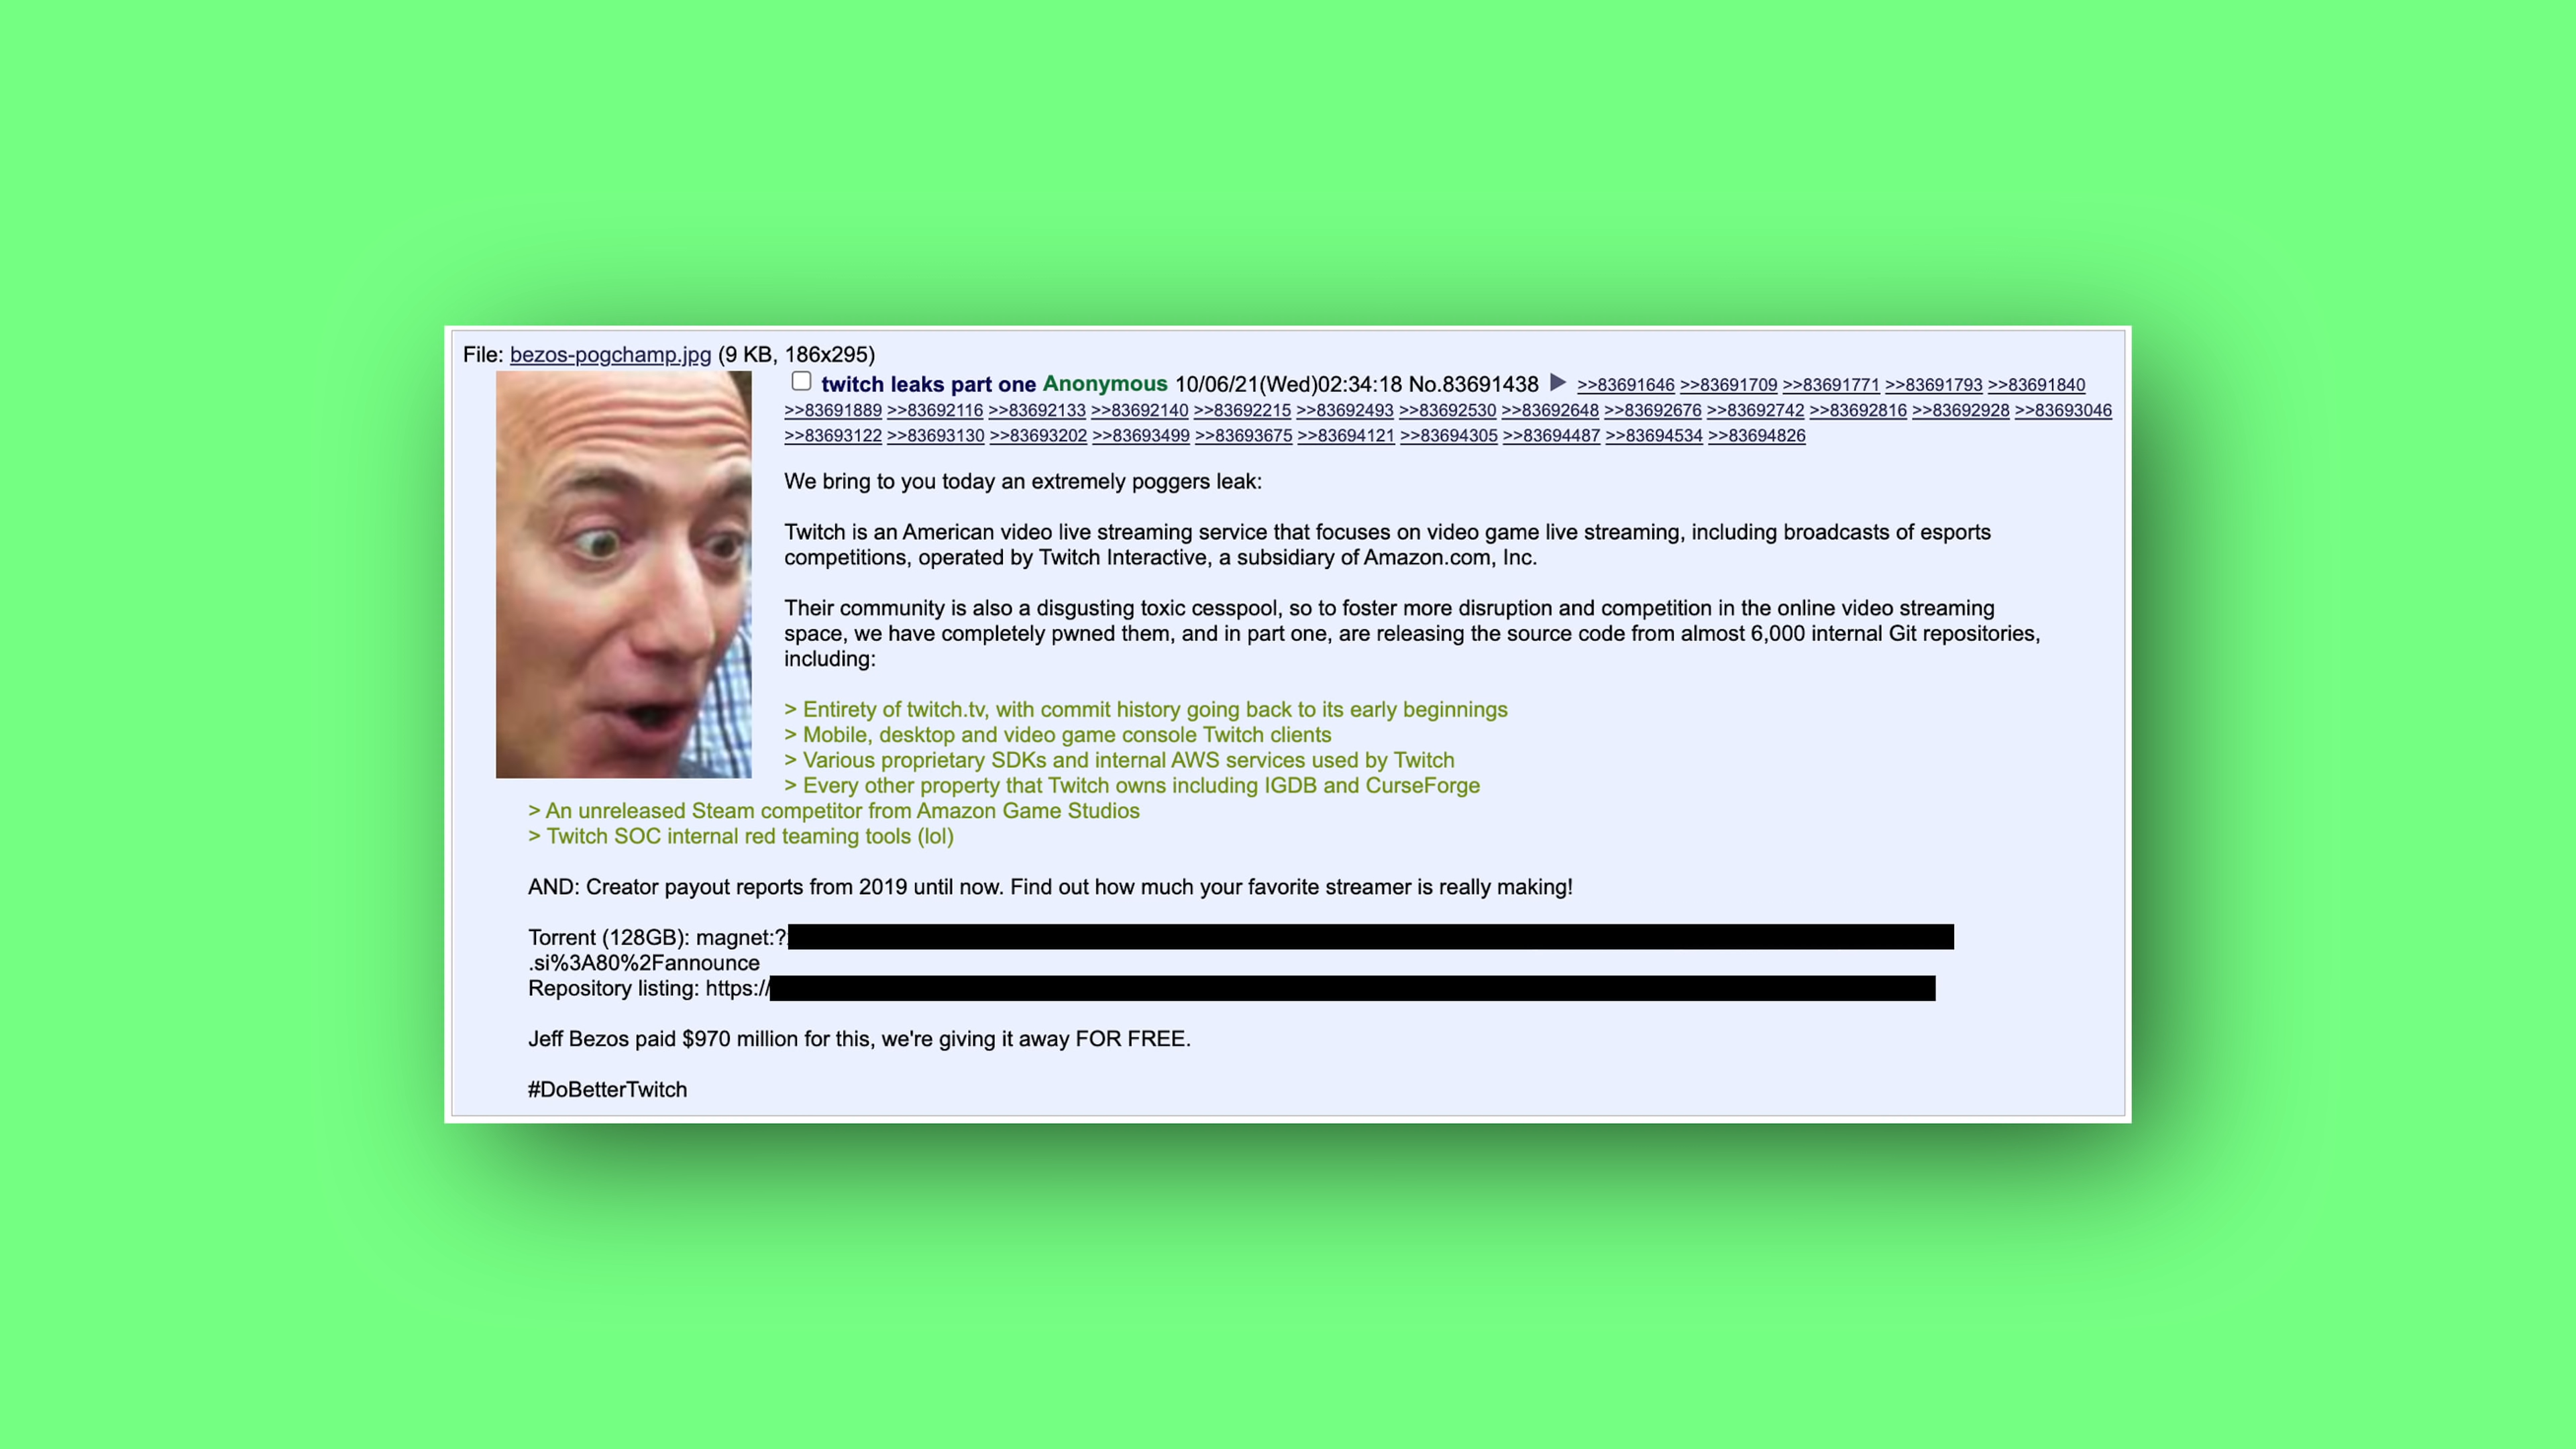 File: bezos-pogchamp.jpg (9 KB, 186x295)
twitch leaks part one Anonymous 10/06/21(Wed)02:34:18 No.83691438 ▶ >>83691646 >>83691709 >>83691771 >>83691793 >>83691840
>>83691889 >>83692116 >>83692133 >>83692140 >>83692215 >>83692493 >>83692530 >>83692648 >>83692676 >>83692742 >>83692816 >>83692928 >>83693046
>>83693122 >>83693130 >>83693202 >>83693499 >>83693675 >>83694121 >>83694305 >>83694487 >>83694534 >>83694826
We bring to you today an extremely poggers leak:
Twitch is an American video live streaming service that focuses on video game live streaming, including broadcasts of esports
competitions, operated by Twitch Interactive, a subsidiary of Amazon.com, Inc.
Their community is also a disgusting toxic cesspool, so to foster more disruption and competition in the online video streaming
space, we have completely pwned them, and in part one, are releasing the source code from almost 6,000 internal Git repositories,
including:
> Entirety of twitch.tv, with commit history going back to its early beginnings
> Mobile, desktop and video game console Twitch clients
> Various proprietary SDKs and internal AWS services used by Twitch
> Every other property that Twitch owns including IGDB and CurseForge
> An unreleased Steam competitor from Amazon Game Studios
> Twitch SOC internal red teaming tools (lol)
AND: Creator payout reports from 2019 until now. Find out how much your favorite streamer is really making!
Torrent (128GB): magnet:?
.si%3A80%2Fannounce
Repository listing: https://
Jeff Bezos paid $970 million for this, we're giving it away FOR FREE.
#DoBetterTwitch